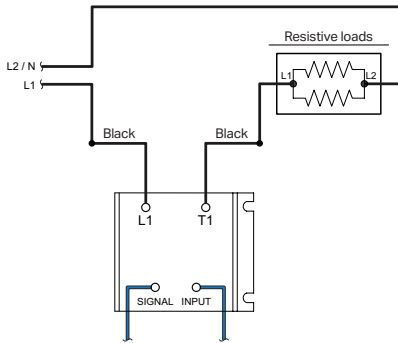 Resistive loads
L2 / N
L1
L1
L2
Black
Black
L1
T1
SIGNAL
INPUT